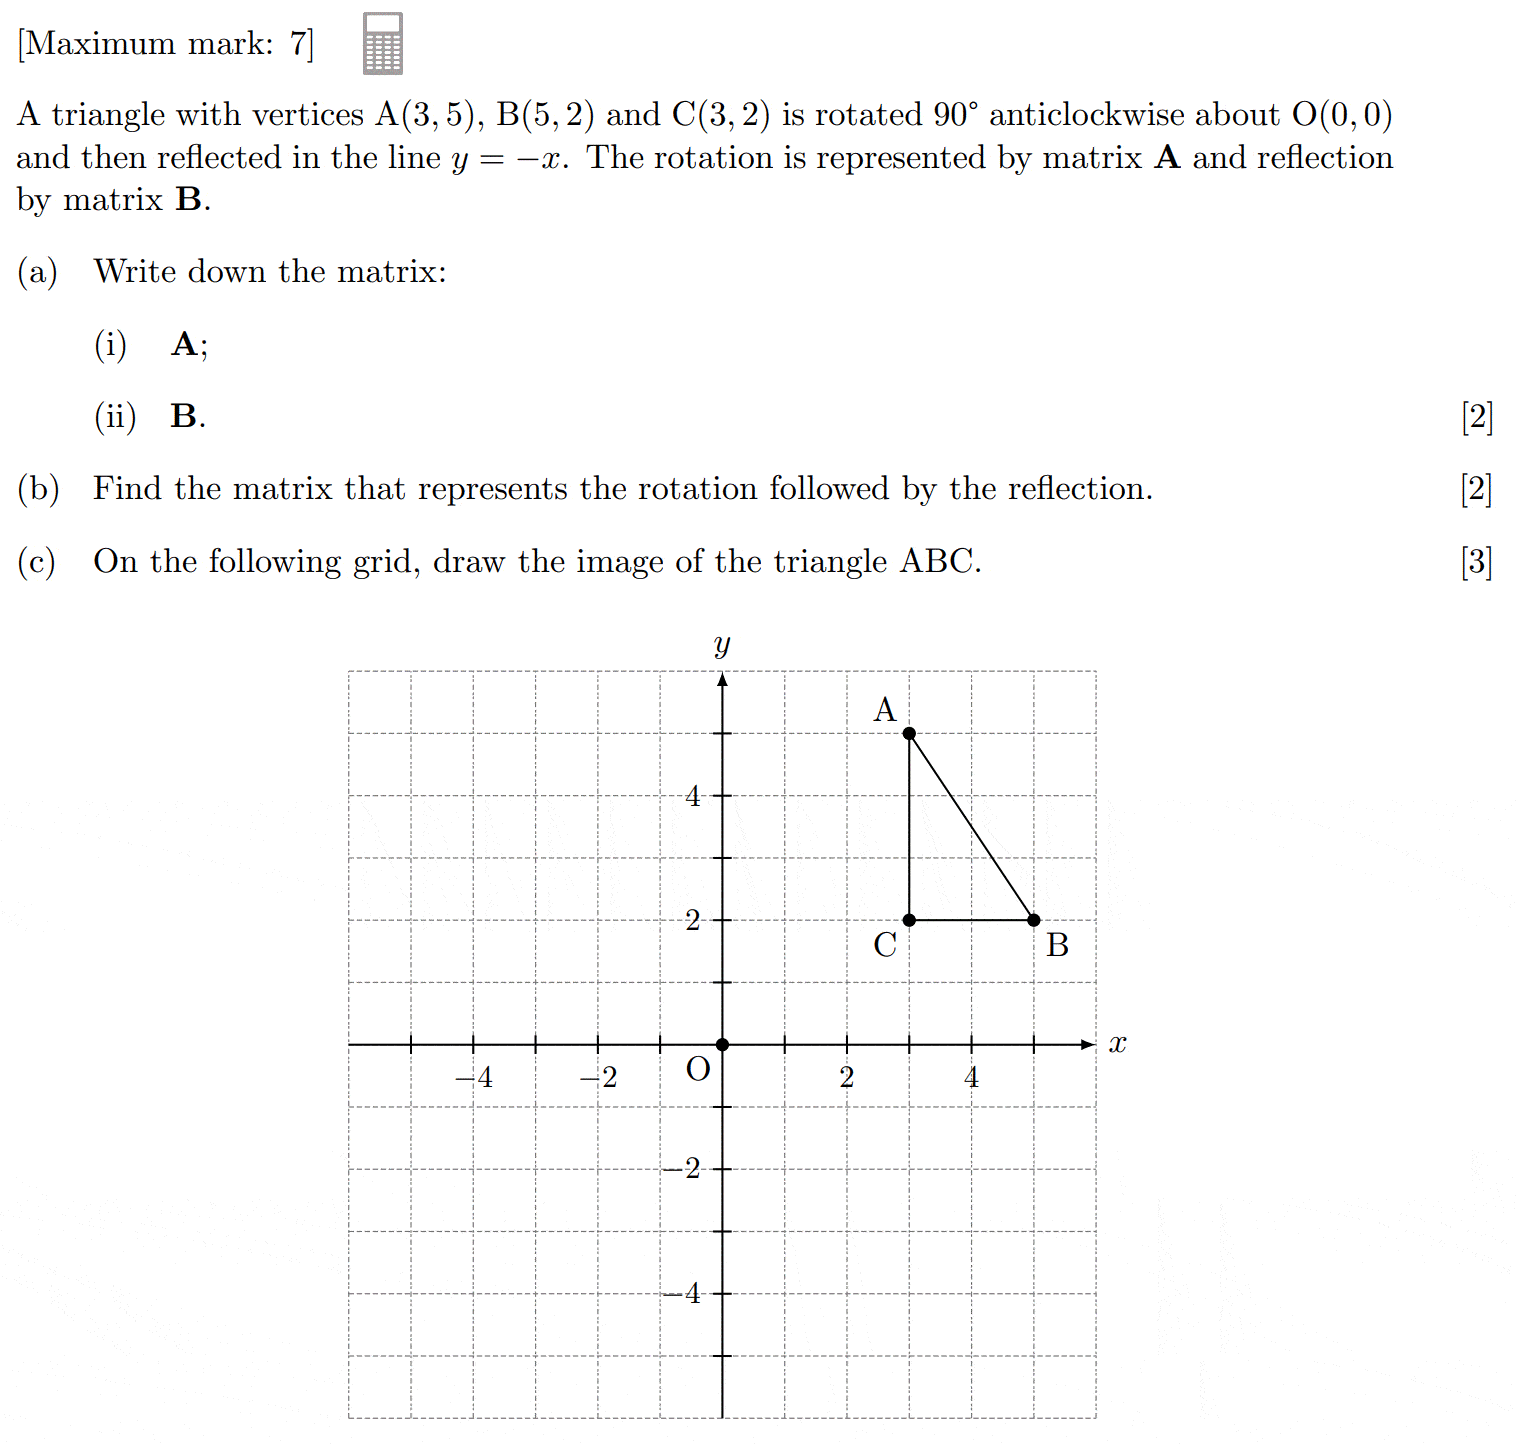 [Maximum mark: 7]
A triangle with vertices A(3, 5), B(5, 2) and C(3, 2) is rotated 90° anticlockwise about O(0, 0)
and then reflected in the line y = −x. The rotation is represented by matrix A and reflection
by matrix B.
(a) Write down the matrix:
(i) A;
(ii) B. [2]
(b) Find the matrix that represents the rotation followed by the reflection. [2]
(c) On the following grid, draw the image of the triangle ABC. [3]
y
A
4
2
C B
x
−4 −2 O 2 4
−2
−4